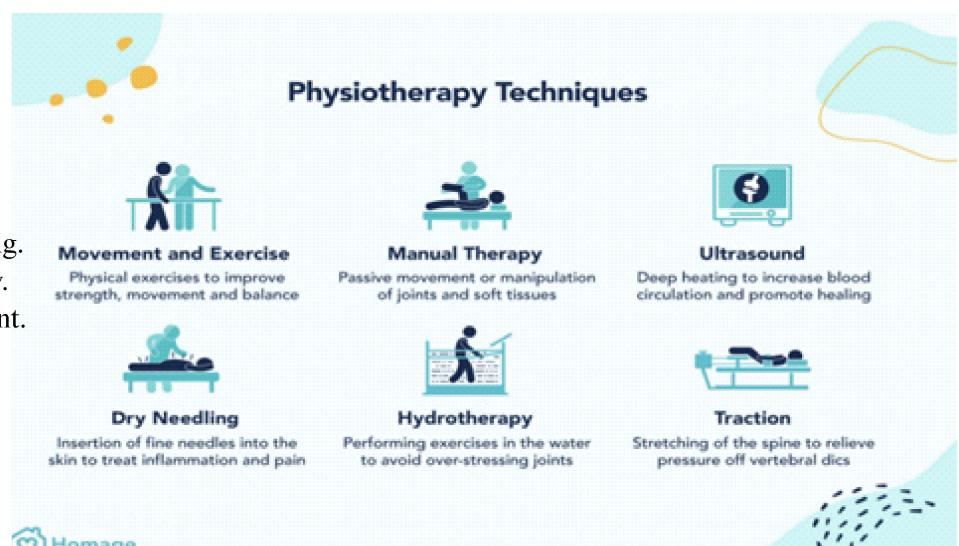 Physiotherapy Techniques
g.
y.
nt.
Movement and Exercise
Physical exercises to improve
strength, movement and balance
Manual Therapy
Passive movement or manipulation
of joints and soft tissues
Ultrasound
Deep heating to increase blood
circulation and promote healing
Dry Needling
Insertion of fine needles into the
skin to treat inflammation and pain
Hydrotherapy
Performing exercises in the water
to avoid over-stressing joints
Traction
Stretching of the spine to relieve
pressure off vertebral dics
Homage